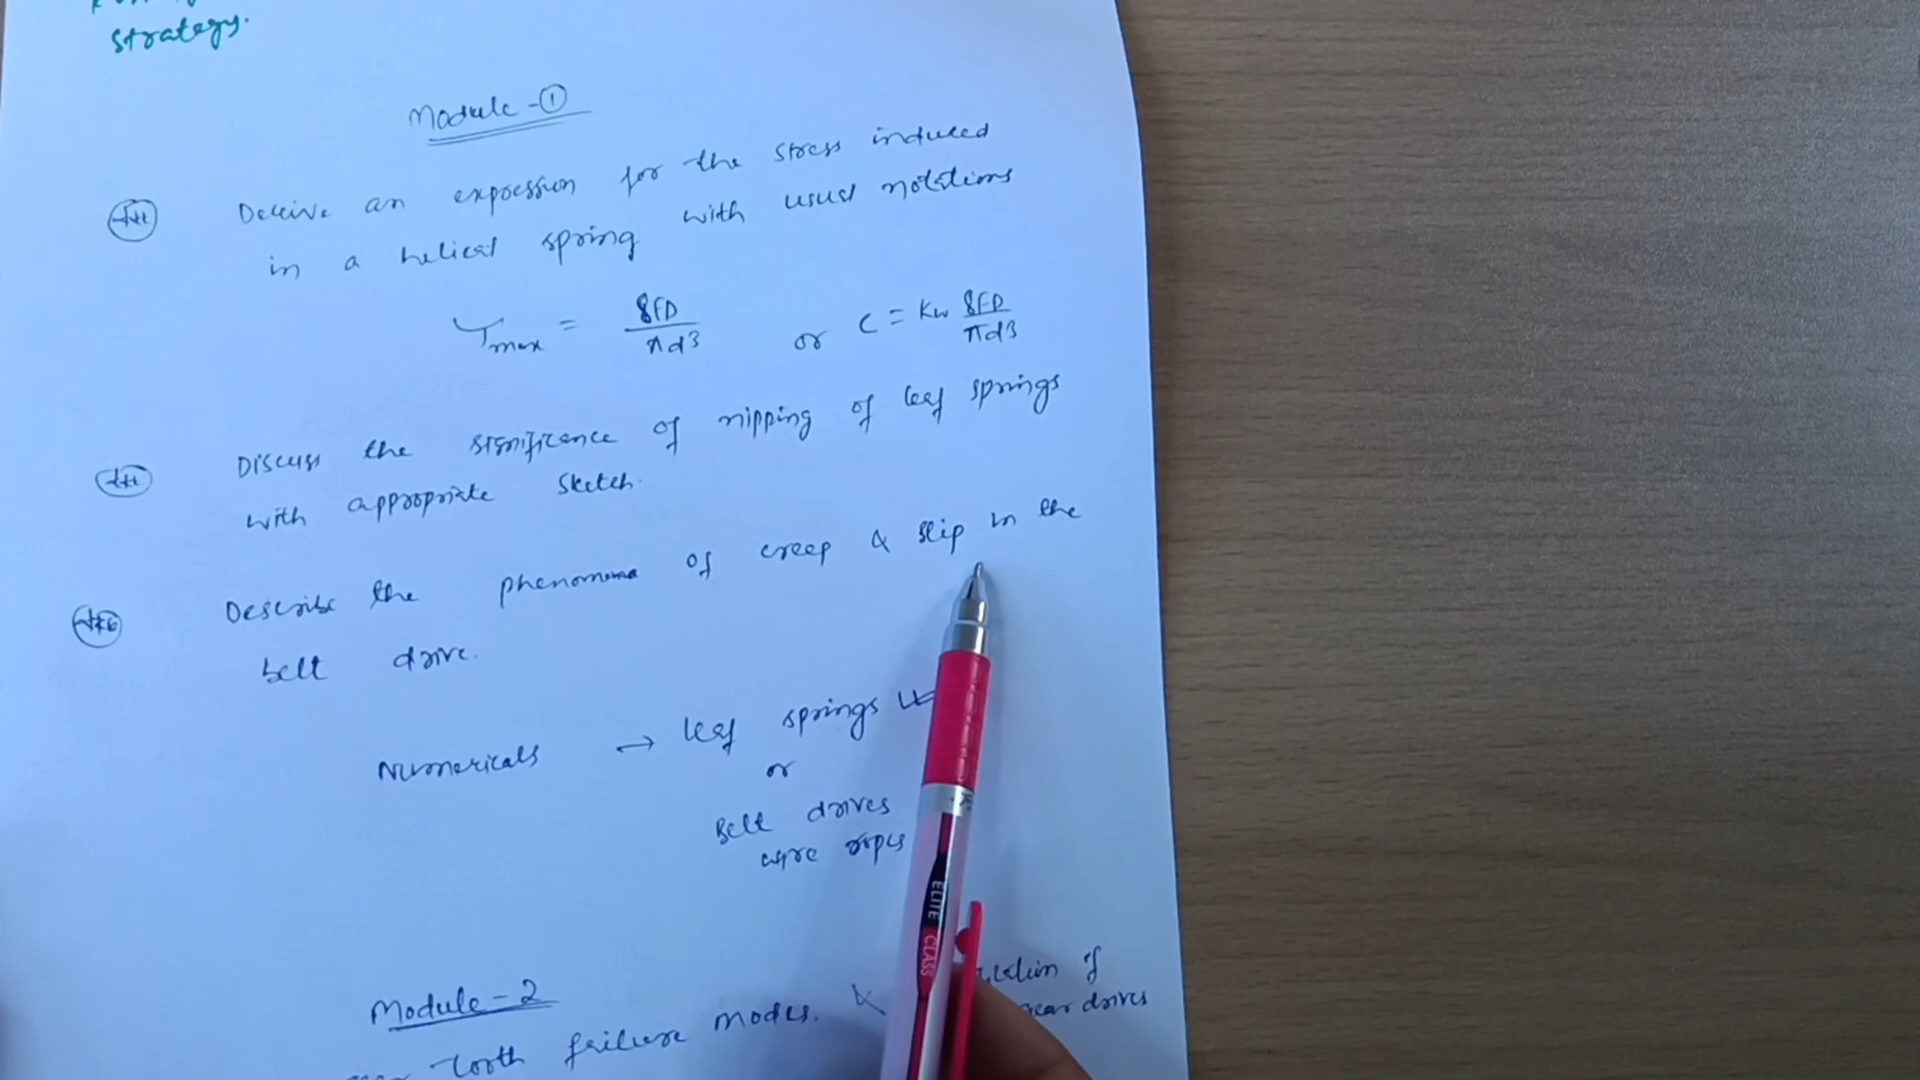 strategy.
Module-①
Derive an expression for the stress induced
in a helical spring with usual notations
τmax = 8FD/πd3 or τ = Kw 8FD/πd3
Discuss the significance of nipping of leaf springs
with appropriate sketch.
Describe the phenomena of creep & slip in the
belt drive.
Numericals → leaf springs
or
Belt drives
wire ropes
Module-2
Tooth failure modes. & of
gear drives
ELITE CLASS